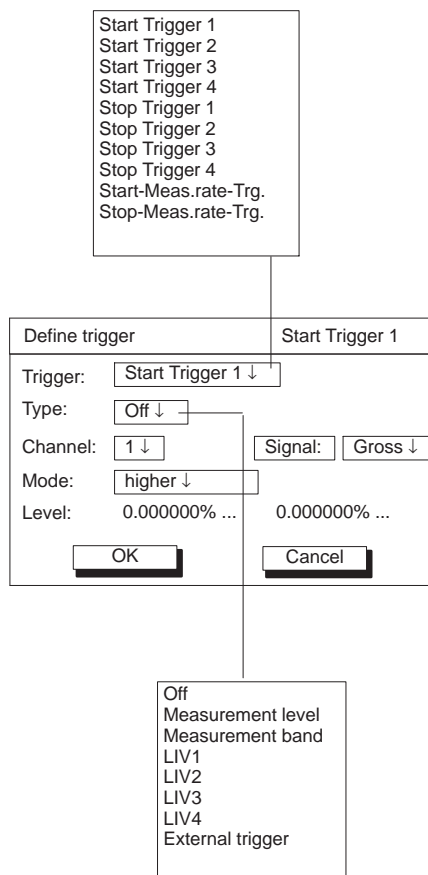 Start Trigger 1
Start Trigger 2
Start Trigger 3
Start Trigger 4
Stop Trigger 1
Stop Trigger 2
Stop Trigger 3
Stop Trigger 4
Start-Meas.rate-Trg.
Stop-Meas.rate-Trg.
Define trigger Start Trigger 1
Trigger: Start Trigger 1 ↓
Type: Off ↓
Channel: 1 ↓ Signal: Gross ↓
Mode: higher ↓
Level: 0.000000% ... 0.000000% ...
OK Cancel
Off
Measurement level
Measurement band
LIV1
LIV2
LIV3
LIV4
External trigger